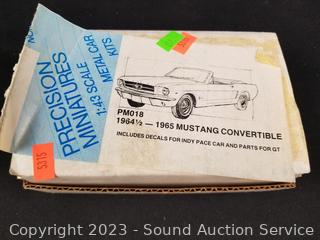 PRECISION
MINIATURES
1:43 SCALE
METAL CAR
KITS
PM018
1964½ — 1965 MUSTANG CONVERTIBLE
INCLUDES DECALS FOR INDY PACE CAR AND PARTS FOR GT
Copyright 2023 - Sound Auction Service